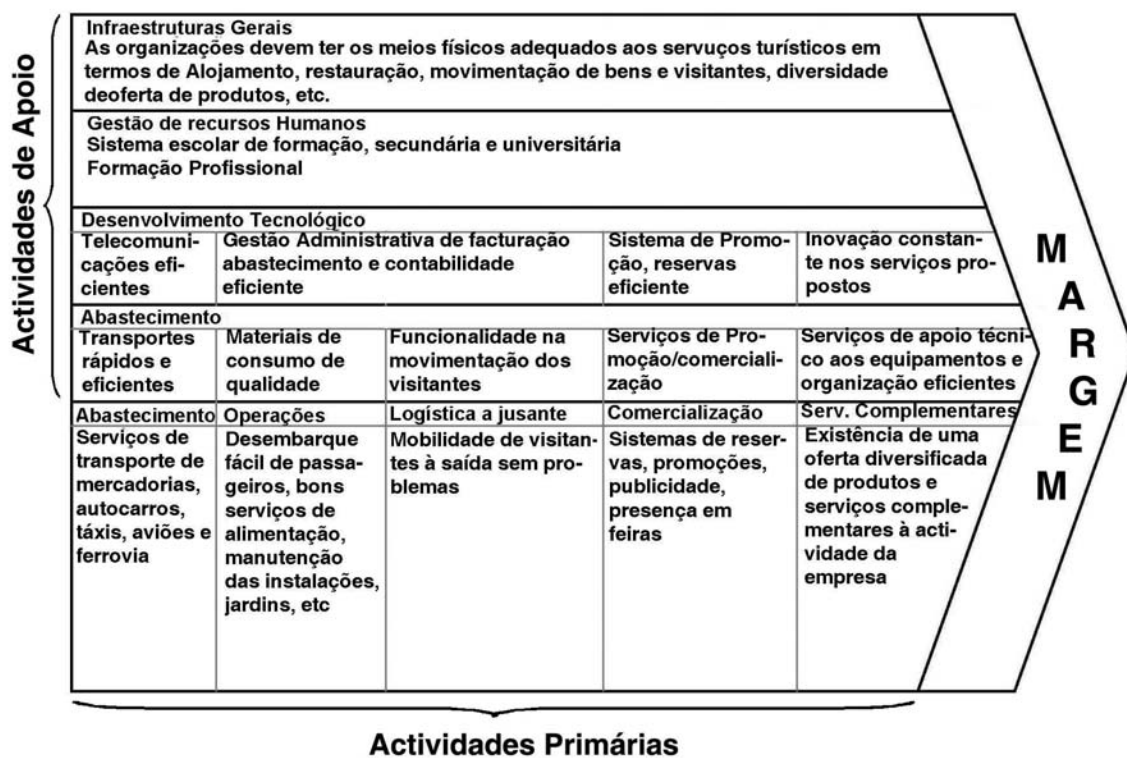 Actividades de Apoio
Infraestruturas Gerais
As organizações devem ter os meios físicos adequados aos servuços turísticos em
termos de Alojamento, restauração, movimentação de bens e visitantes, diversidade
deoferta de produtos, etc.
Gestão de recursos Humanos
Sistema escolar de formação, secundária e universitária
Formação Profissional
Desenvolvimento Tecnológico
Telecomuni-
cações efi-
cientes
Gestão Administrativa de facturação
abastecimento e contabilidade
eficiente
Sistema de Promo-
ção, reservas
eficiente
Inovação constan-
te nos serviços pro-
postos
Abastecimento
Transportes
rápidos e
eficientes
Materiais de
consumo de
qualidade
Funcionalidade na
movimentação dos
visitantes
Serviços de Pro-
moção/comerciali-
zação
Serviços de apoio técni-
co aos equipamentos e
organização eficientes
Abastecimento
Serviços de
transporte de
mercadorias,
autocarros,
táxis, aviões e
ferrovia
Operações
Desembarque
fácil de passa-
geiros, bons
serviços de
alimentação,
manutenção
das instalações,
jardins, etc
Logística a jusante
Mobilidade de visitan-
tes à saída sem pro-
blemas
Comercialização
Sistemas de reser-
vas, promoções,
publicidade,
presença em
feiras
Serv. Complementares
Existência de uma
oferta diversificada
de produtos e
serviços comple-
mentares à acti-
vidade da
empresa
MARGEM
Actividades Primárias